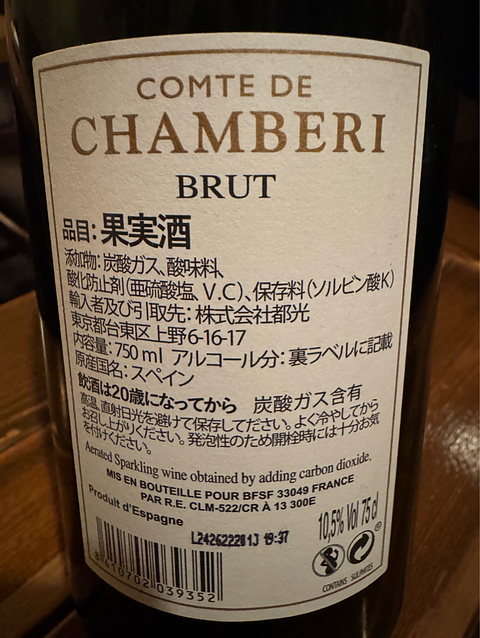 COMTE DE
CHAMBERI
BRUT
品目：果実酒
添加物：炭酸ガス、酸味料、
酸化防止剤（亜硫酸塩、V.C）、保存料（ソルビン酸K）
輸入者及び引取先：株式会社都光
東京都台東区上野6-16-17
内容量：750 ml アルコール分：裏ラベルに記載
原産国名：スペイン
飲酒は20歳になってから 炭酸ガス含有
高温、直射日光を避けて保存してださい。よく冷やしてから
お召し上がりください。発泡性のため開栓時には十分お気
を付けください。
Aerated Sparkling wine obtained by adding carbon dioxide.
MIS EN BOUTEILLE POUR BFSF 33049 FRANCE
PAR R.E. CLM-522/CR À 13 300E
Produit d'Espagne
10,5% Vol 75 cl
L242622281J 19:37
8 410702 039352
CONTAINS SULPHITES